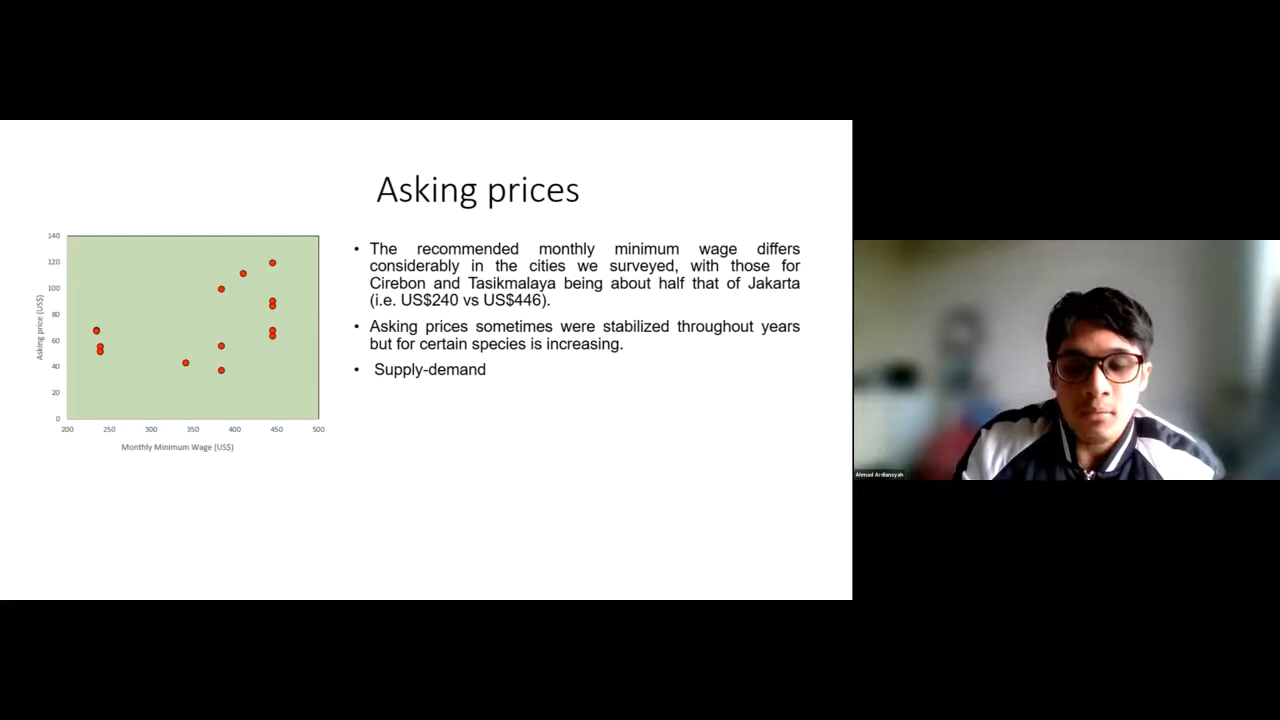 Asking prices
140
120
100
80
60
40
20
0
Asking price (US$)
200 250 300 350 400 450 500
Monthly Minimum Wage (US$)
• The recommended monthly minimum wage differs
considerably in the cities we surveyed, with those for
Cirebon and Tasikmalaya being about half that of Jakarta
(i.e. US$240 vs US$446).
• Asking prices sometimes were stabilized throughout years
but for certain species is increasing.
• Supply-demand
Ahmad Ardiansyah